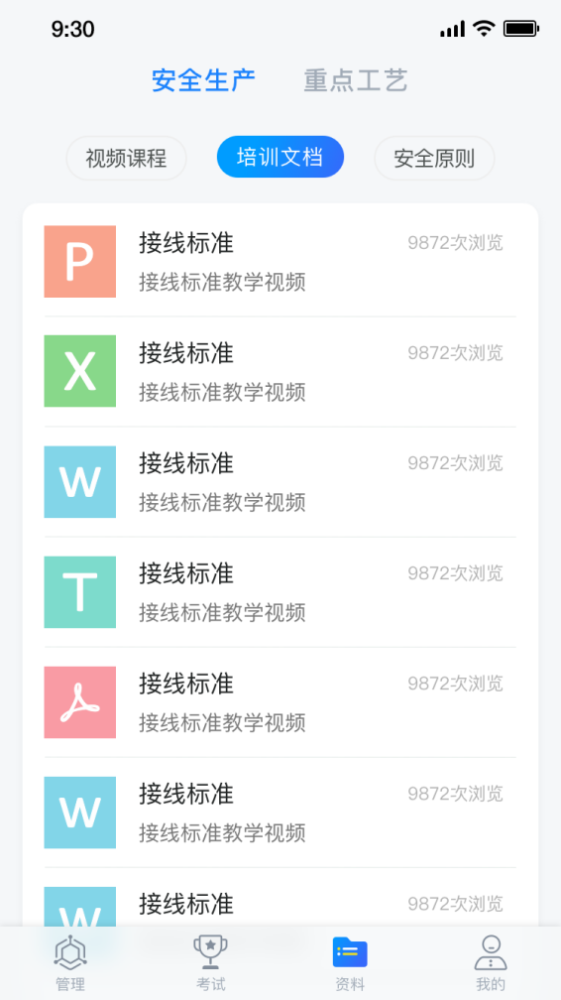 9:30
安全生产 重点工艺
视频课程 培训文档 安全原则
P 接线标准 9872次浏览
接线标准教学视频
X 接线标准 9872次浏览
接线标准教学视频
W 接线标准 9872次浏览
接线标准教学视频
T 接线标准 9872次浏览
接线标准教学视频
接线标准 9872次浏览
接线标准教学视频
W 接线标准 9872次浏览
接线标准教学视频
W 接线标准 9872次浏览
管理 考试 资料 我的